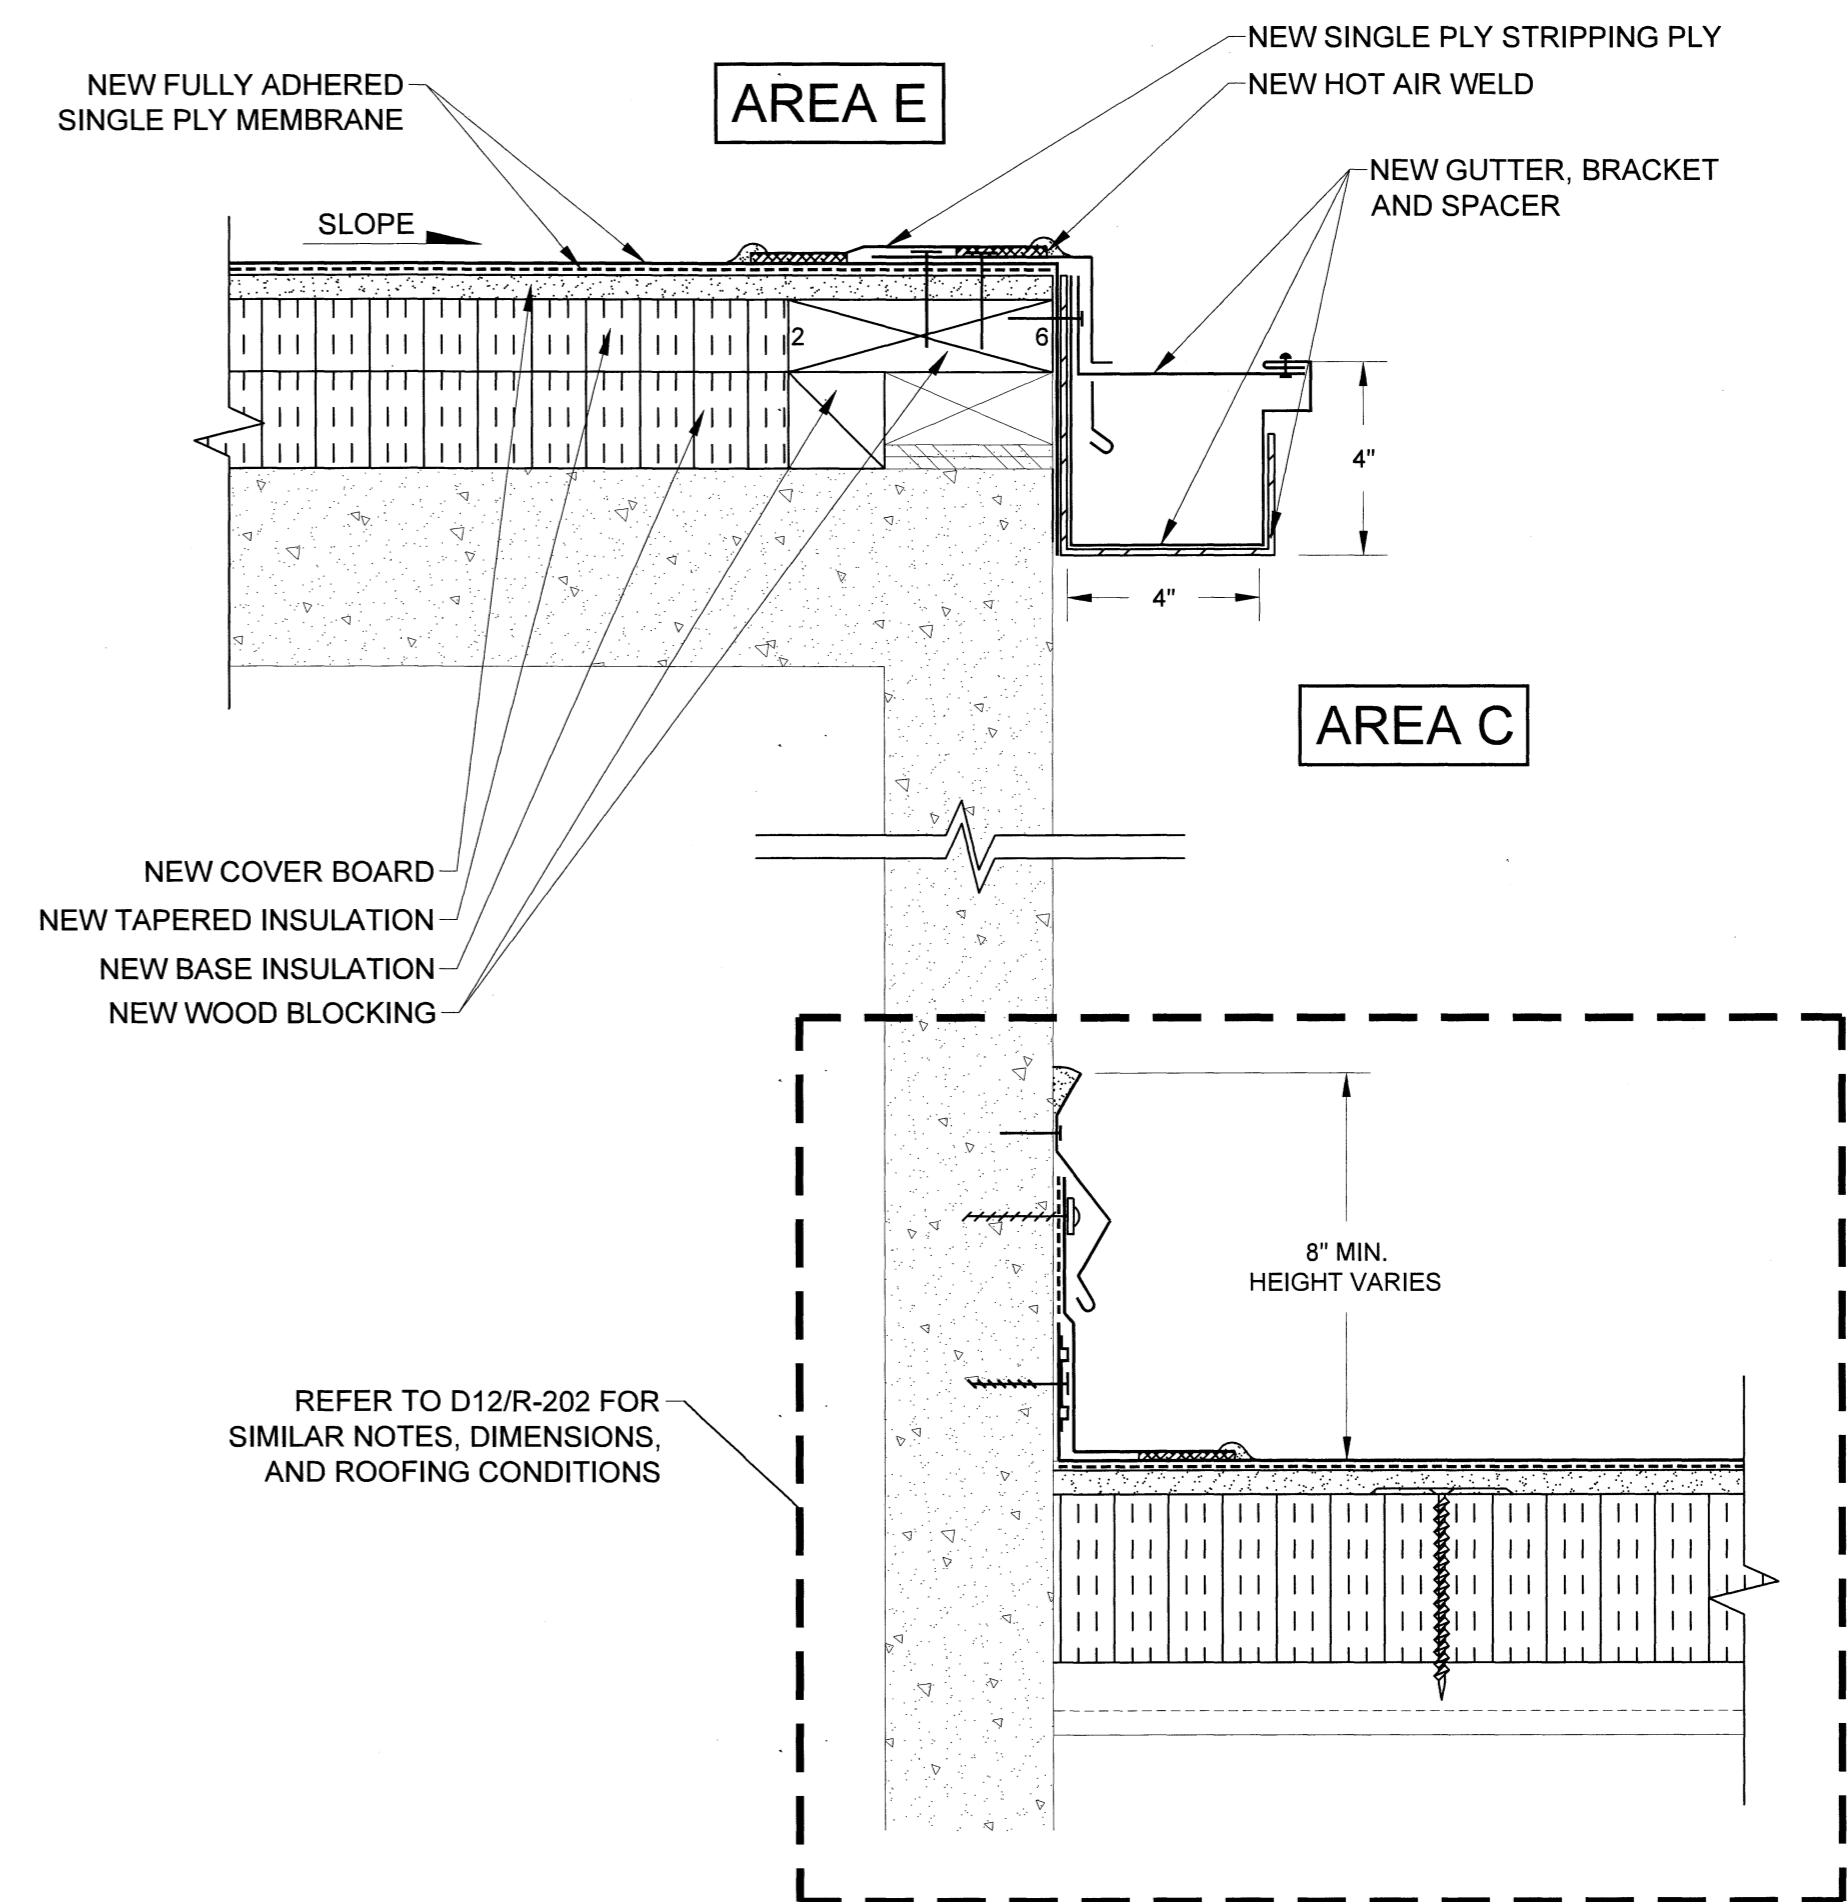 NEW SINGLE PLY STRIPPING PLY
NEW HOT AIR WELD
NEW FULLY ADHERED
SINGLE PLY MEMBRANE
AREA E
NEW GUTTER, BRACKET
AND SPACER
SLOPE
2
6
4"
4"
AREA C
NEW COVER BOARD
NEW TAPERED INSULATION
NEW BASE INSULATION
NEW WOOD BLOCKING
8" MIN.
HEIGHT VARIES
REFER TO D12/R-202 FOR
SIMILAR NOTES, DIMENSIONS,
AND ROOFING CONDITIONS